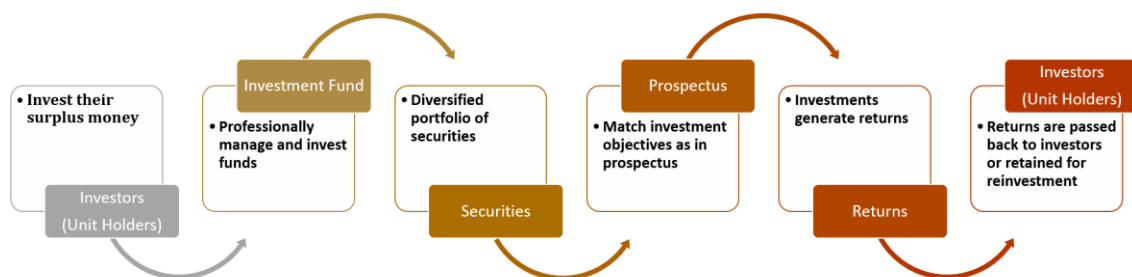 • Invest their
surplus money
Investors
(Unit Holders)
Investment Fund
• Professionally
manage and invest
funds
• Diversified
portfolio of
securities
Securities
Prospectus
• Match investment
objectives as in
prospectus
• Investments
generate returns
Returns
Investors
(Unit Holders)
• Returns are passed
back to investors
or retained for
reinvestment